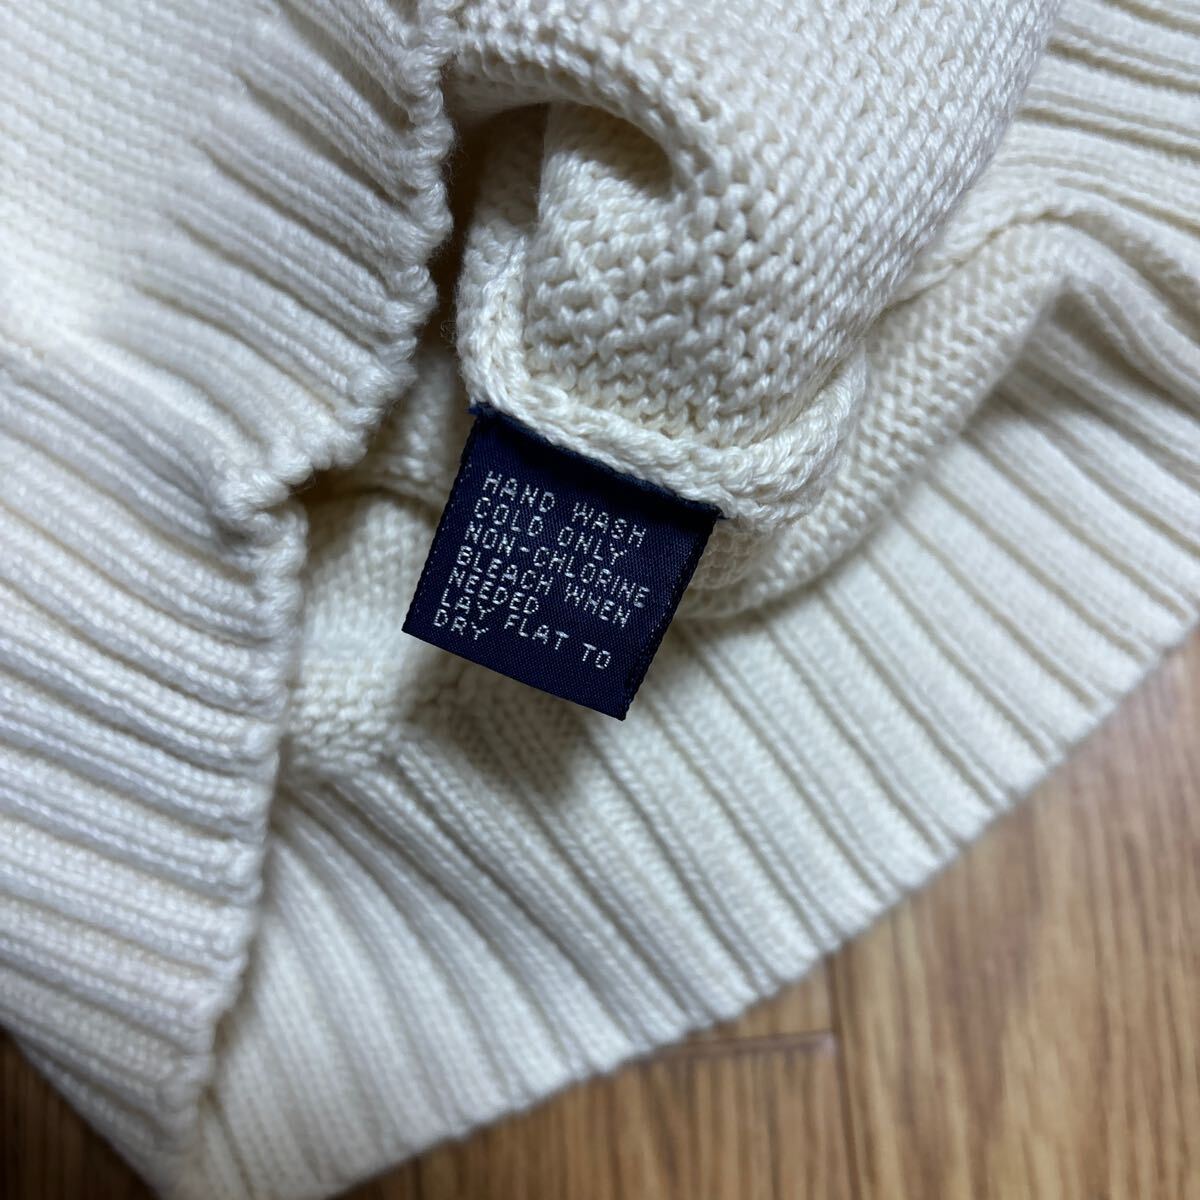 HAND WASH
COLD ONLY
NON-CHLORINE
BLEACH WHEN
NEEDED
LAY FLAT TO
DRY